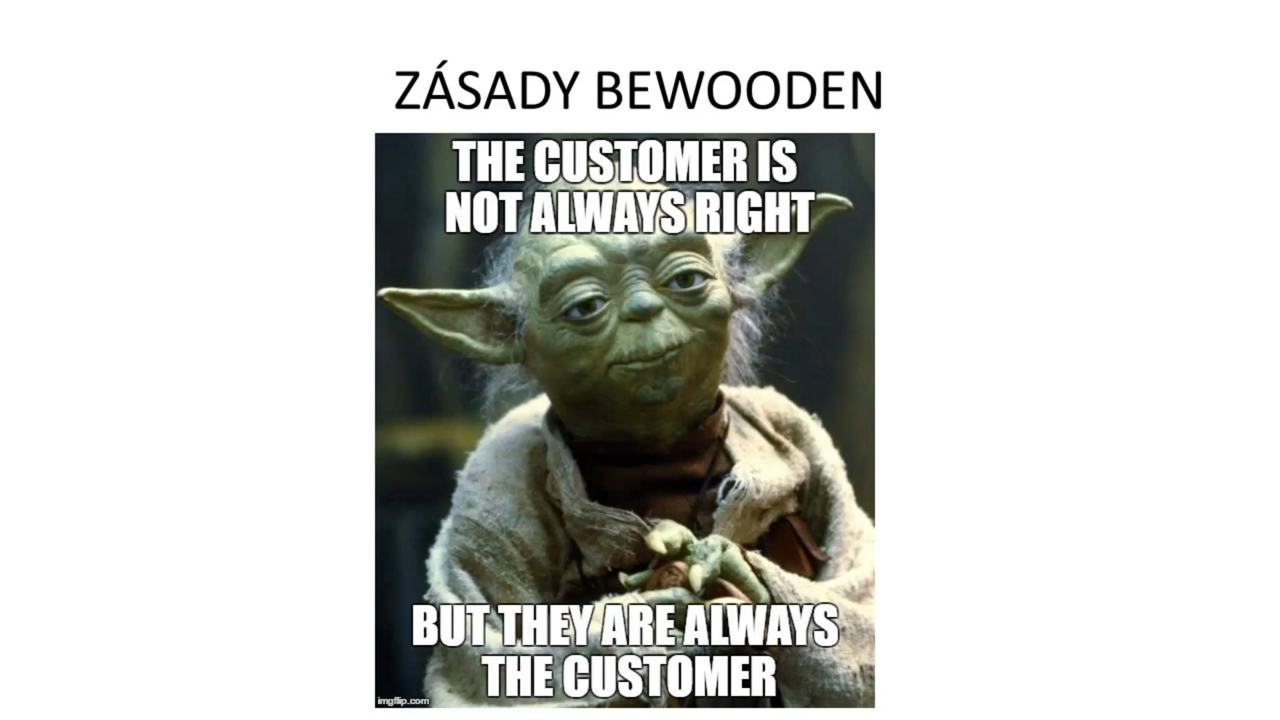 ZÁSADY BEWOODEN
THE CUSTOMER IS
NOT ALWAYS RIGHT
BUT THEY ARE ALWAYS
THE CUSTOMER
imgflip.com